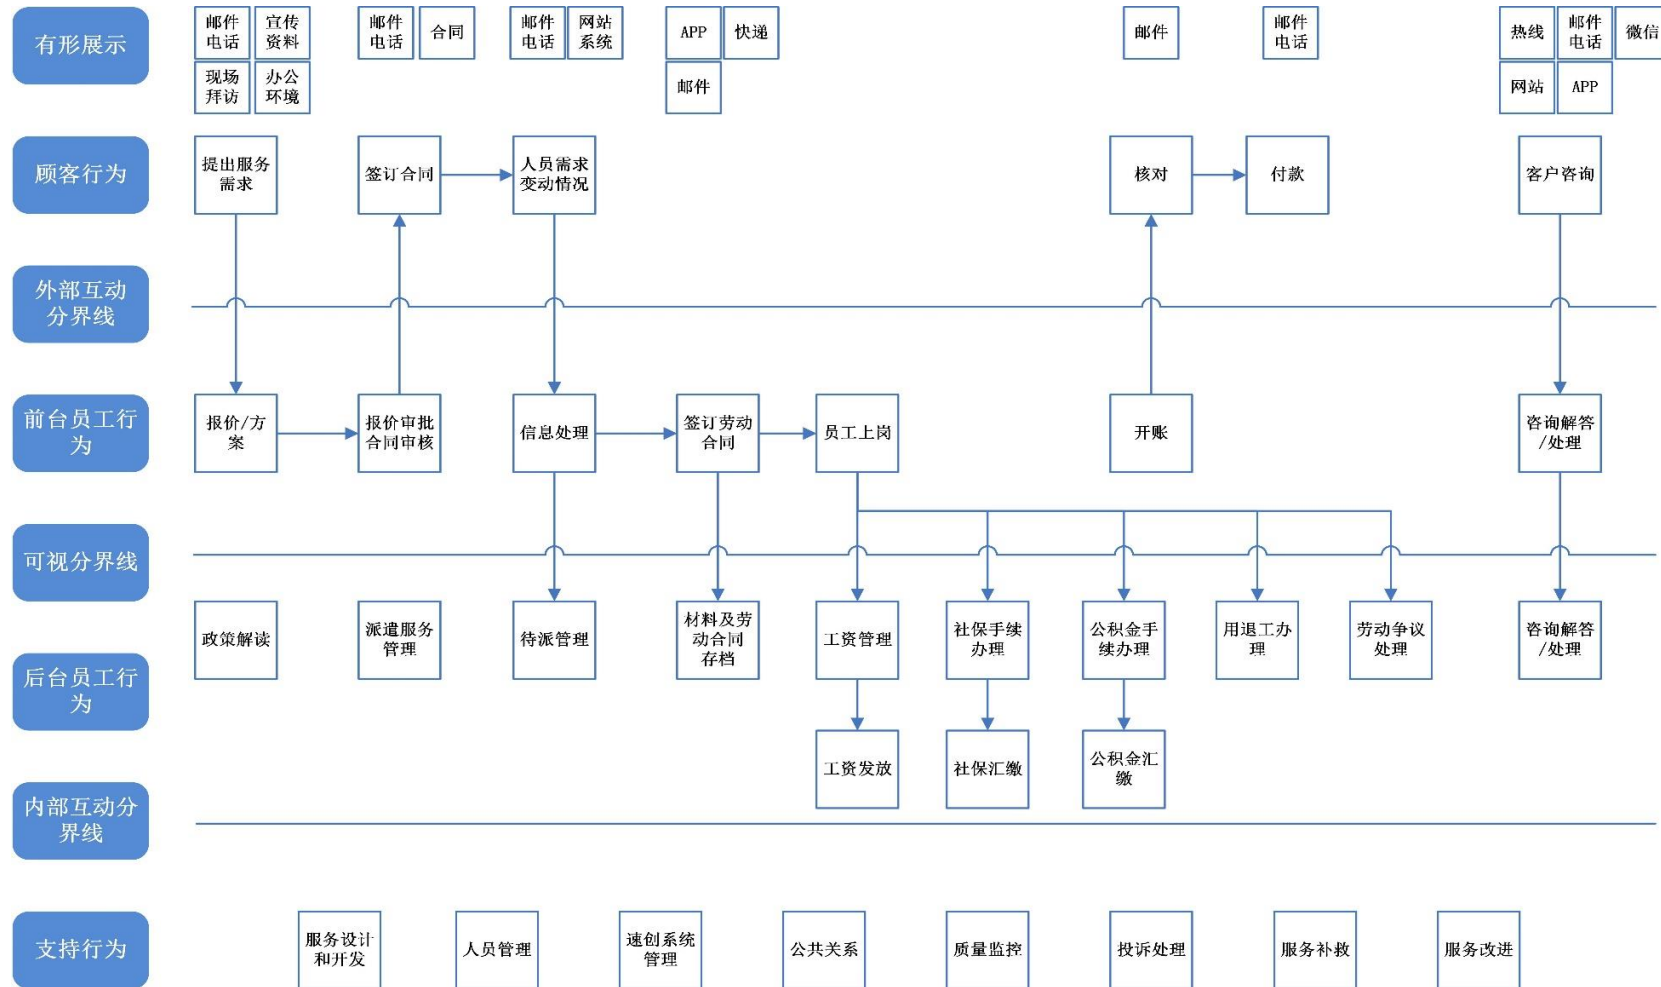 有形展示
邮件
电话
宣传
资料
邮件
电话
合同
邮件
电话
网站
系统
APP
快递
邮件
邮件
电话
热线
邮件
电话
微信
现场
拜访
办公
环境
邮件
网站
APP
顾客行为
提出服务
需求
签订合同
人员需求
变动情况
核对
付款
客户咨询
外部互动
分界线
前台员工行
为
报价/方
案
报价审批
合同审核
信息处理
签订劳动
合同
员工上岗
开账
咨询解答
/处理
可视分界线
后台员工行
为
政策解读
派遣服务
管理
待派管理
材料及劳
动合同
存档
工资管理
社保手续
办理
公积金手
续办理
用退工办
理
劳动争议
处理
咨询解答
/处理
工资发放
社保汇缴
公积金汇
缴
内部互动分
界线
支持行为
服务设计
和开发
人员管理
速创系统
管理
公共关系
质量监控
投诉处理
服务补救
服务改进